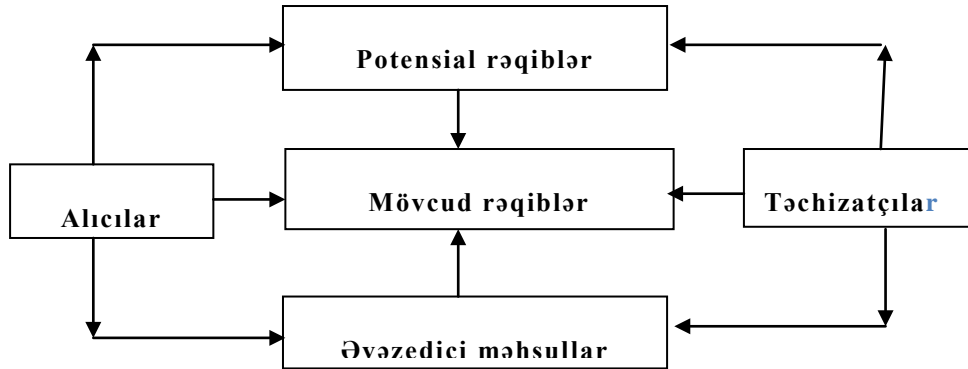 Potensial rəqiblər
Alıcılar
Mövcud rəqiblər
Təchizatçılar
Əvəzedici məhsullar